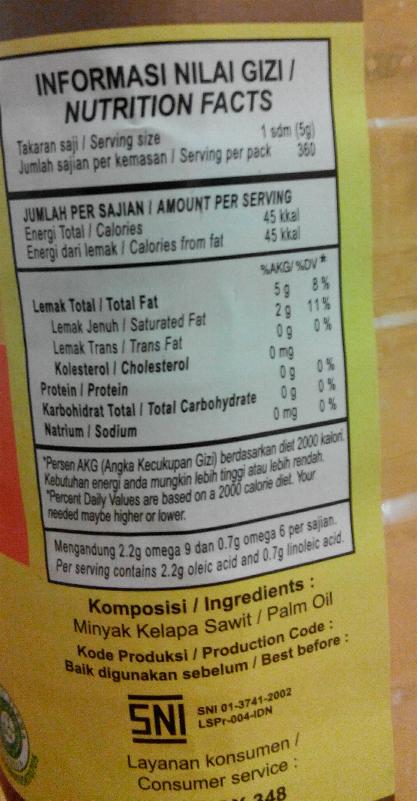 INFORMASI NILAI GIZI /
NUTRITION FACTS
Takaran saji / Serving size 1 sdm (5g)
Jumlah sajian per kemasan / Serving per pack 360
JUMLAH PER SAJIAN / AMOUNT PER SERVING
Energi Total / Calories 45 kkal
Energi dari lemak / Calories from fat 45 kkal
%AKG/ %DV*
Lemak Total / Total Fat 5 g 8 %
Lemak Jenuh / Saturated Fat 2 g 11 %
Lemak Trans / Trans Fat 0 g 0 %
Kolesterol / Cholesterol 0 mg
Protein / Protein 0 g 0 %
Karbohidrat Total / Total Carbohydrate 0 g 0 %
Natrium / Sodium 0 mg 0 %
*Persen AKG (Angka Kecukupan Gizi) berdasarkan diet 2000 kalori.
Kebutuhan energi anda mungkin lebih tinggi atau lebih rendah.
*Percent Daily Values are based on a 2000 calorie diet. Your
needed maybe higher or lower.
Mengandung 2.2g omega 9 dan 0.7g omega 6 per sajian.
Per serving contains 2.2g oleic acid and 0.7g linoleic acid.
Komposisi / Ingredients :
Minyak Kelapa Sawit / Palm Oil
Kode Produksi / Production Code :
Baik digunakan sebelum / Best before :
SNI
SNI 01-3741-2002
LSPr-004-IDN
Layanan konsumen /
Consumer service :
348